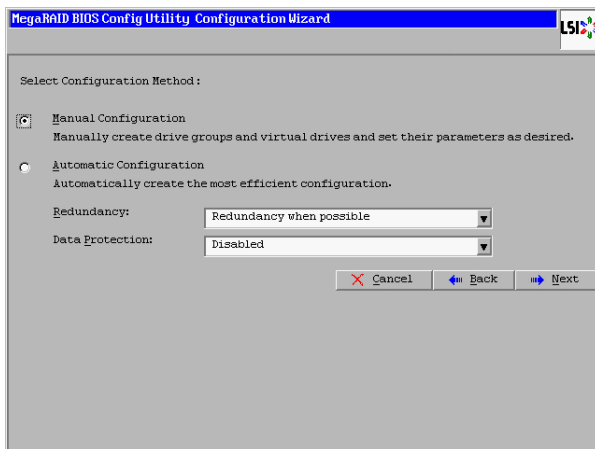 MegaRAID BIOS Config Utility Configuration Wizard
LSI
Select Configuration Method:
Manual Configuration
Manually create drive groups and virtual drives and set their parameters as desired.
Automatic Configuration
Automatically create the most efficient configuration.
Redundancy: Redundancy when possible
Data Protection: Disabled
Cancel Back Next